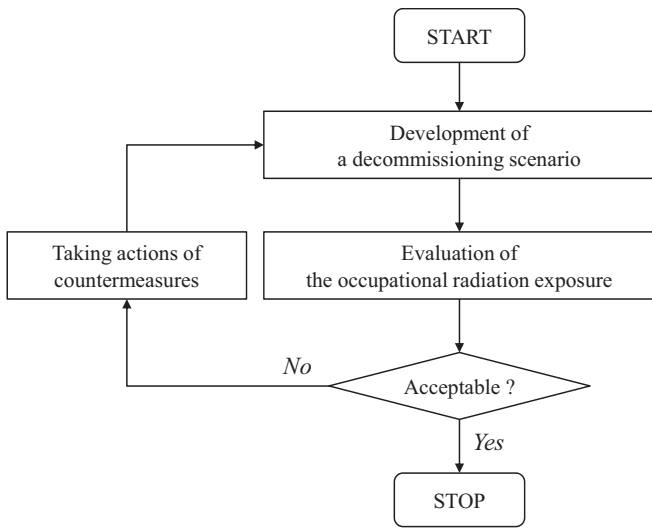 START
Development of
a decommissioning scenario
Taking actions of
countermeasures
Evaluation of
the occupational radiation exposure
No
Acceptable ?
Yes
STOP